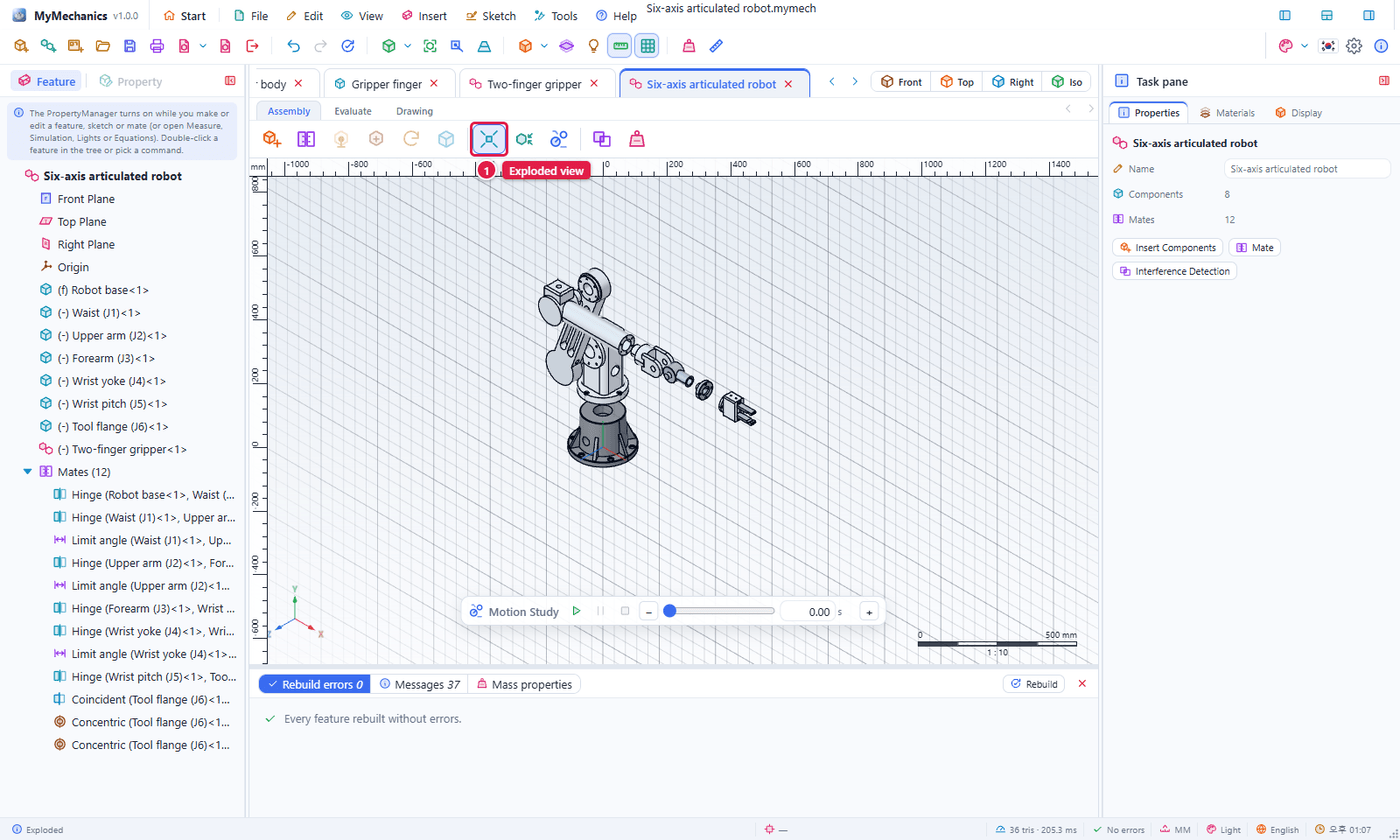 MyMechanics v1.0.0
Start
File
Edit
View
Insert
Sketch
Tools
Help
Six-axis articulated robot.mymech
Feature
Property
The PropertyManager turns on while you make or
edit a feature, sketch or mate (or open Measure,
Simulation, Lights or Equations). Double-click a
feature in the tree or pick a command.
Six-axis articulated robot
Front Plane
Top Plane
Right Plane
Origin
(f) Robot base<1>
(-) Waist (J1)<1>
(-) Upper arm (J2)<1>
(-) Forearm (J3)<1>
(-) Wrist yoke (J4)<1>
(-) Wrist pitch (J5)<1>
(-) Tool flange (J6)<1>
(-) Two-finger gripper<1>
Mates (12)
Hinge (Robot base<1>, Waist (...
Hinge (Waist (J1)<1>, Upper ar...
Limit angle (Waist (J1)<1>, Up...
Hinge (Upper arm (J2)<1>, For...
Limit angle (Upper arm (J2)<1...
Hinge (Forearm (J3)<1>, Wrist ...
Hinge (Wrist yoke (J4)<1>, Wri...
Limit angle (Wrist yoke (J4)<1>...
Hinge (Wrist pitch (J5)<1>, Too...
Coincident (Tool flange (J6)<1...
Concentric (Tool flange (J6)<1...
Concentric (Tool flange (J6)<1...
body
Gripper finger
Two-finger gripper
Six-axis articulated robot
Front
Top
Right
Iso
Assembly
Evaluate
Drawing
1 Exploded view
mm
-1000
-800
-600
0
200
400
600
800
1000
1200
1400
800
600
400
200
0
200
400
600
Y
X
Z
Motion Study
0.00 s
0 500 mm
1 : 10
Rebuild errors 0
Messages 37
Mass properties
Rebuild
Every feature rebuilt without errors.
Task pane
Properties
Materials
Display
Six-axis articulated robot
Name Six-axis articulated robot
Components 8
Mates 12
Insert Components
Mate
Interference Detection
Exploded
—
36 tris · 205.3 ms
No errors
MM
Light
English
오후 01:07